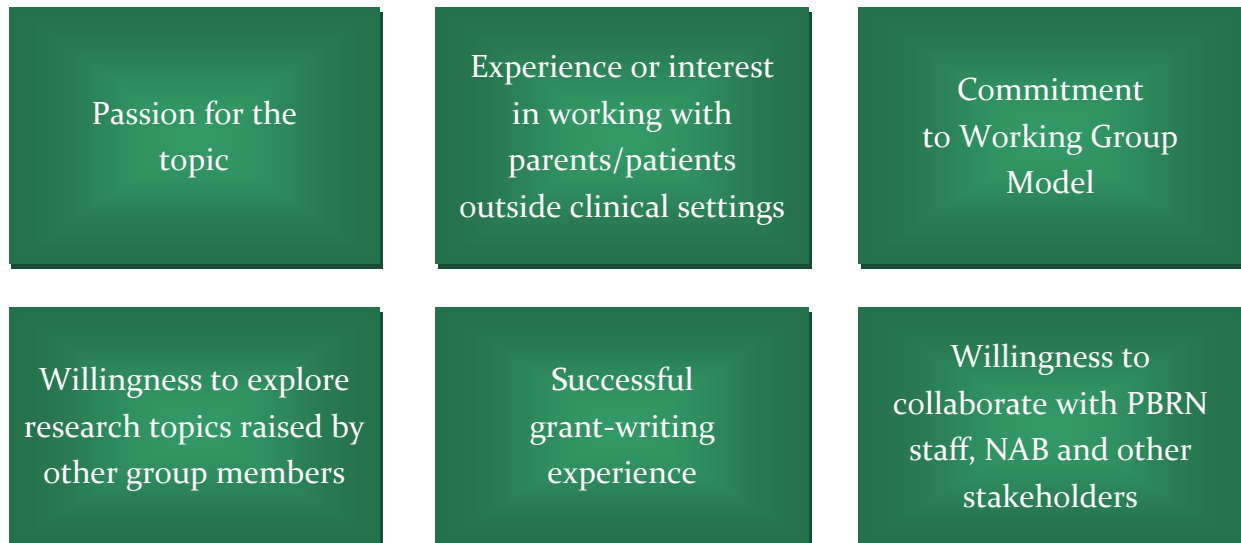 Passion for the
topic
Experience or interest
in working with
parents/patients
outside clinical settings
Commitment
to Working Group
Model
Willingness to explore
research topics raised by
other group members
Successful
grant-writing
experience
Willingness to
collaborate with PBRN
staff, NAB and other
stakeholders